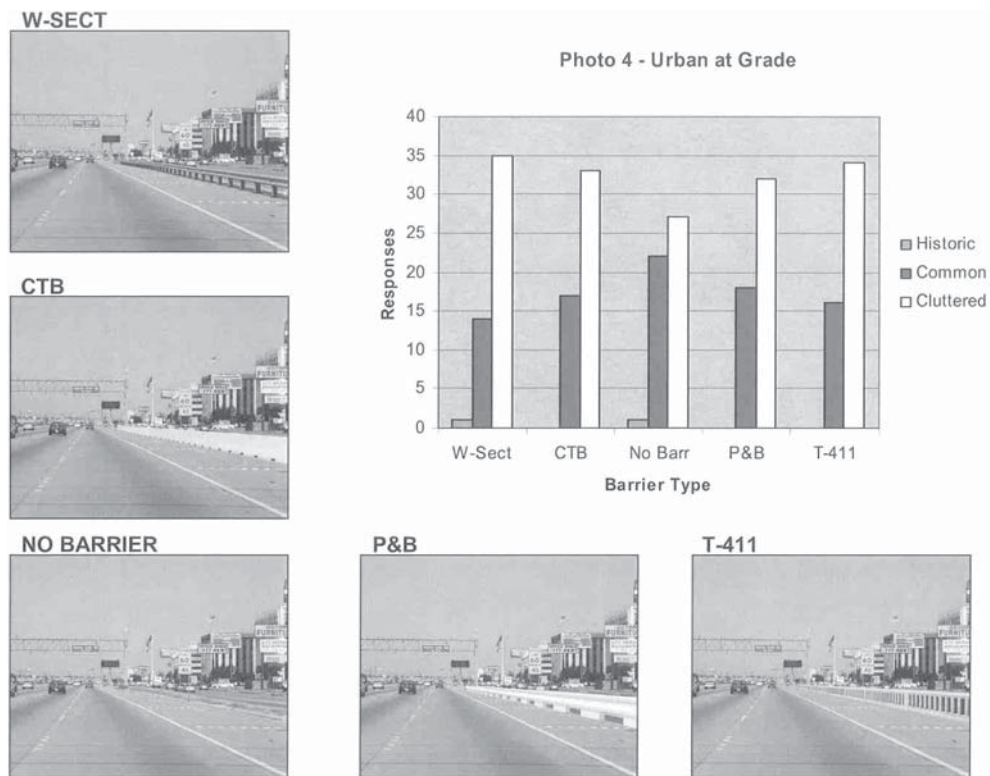 W-SECT
Photo 4 - Urban at Grade
40
35
30
25
20
15
10
5
0
Responses
W-Sect CTB No Barr P&B T-411
Barrier Type
Historic
Common
Cluttered
CTB
NO BARRIER P&B T-411